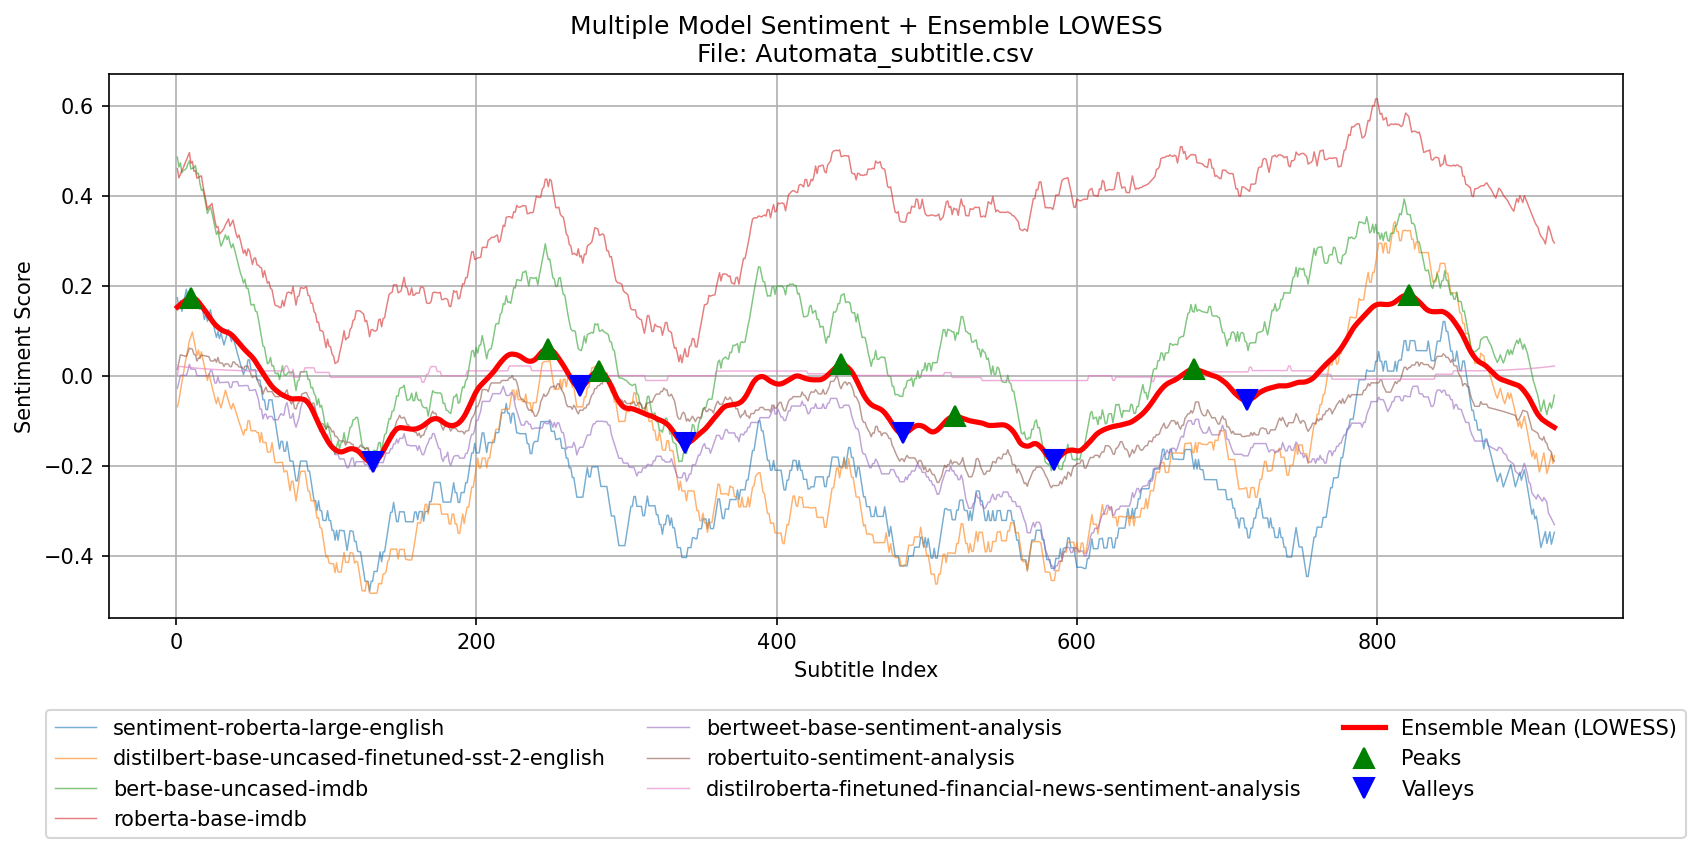 Multiple Model Sentiment + Ensemble LOWESS
File: Automata_subtitle.csv
Sentiment Score
0.6
0.4
0.2
0.0
−0.2
−0.4
0 200 400 600 800
Subtitle Index
sentiment-roberta-large-english
distilbert-base-uncased-finetuned-sst-2-english
bert-base-uncased-imdb
roberta-base-imdb
bertweet-base-sentiment-analysis
robertuito-sentiment-analysis
distilroberta-finetuned-financial-news-sentiment-analysis
Ensemble Mean (LOWESS)
Peaks
Valleys